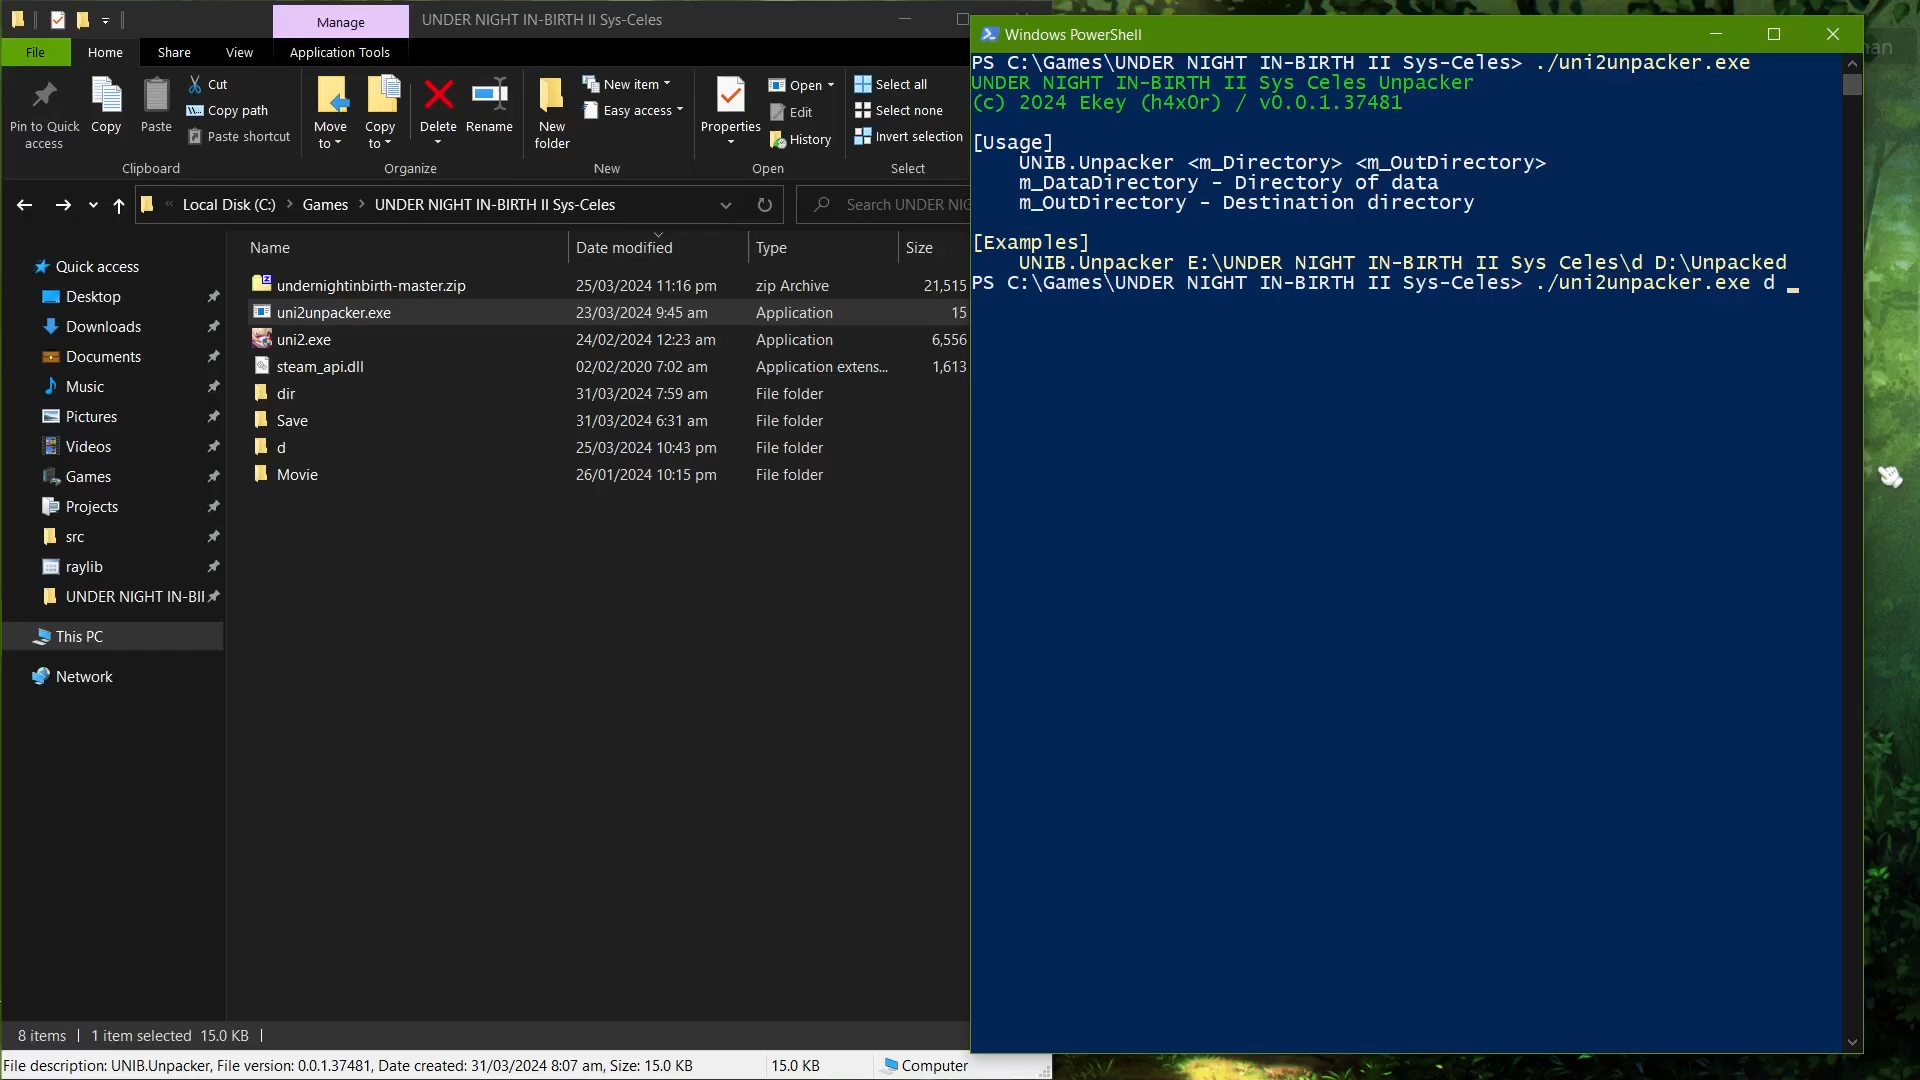 Manage
UNDER NIGHT IN-BIRTH II Sys-Celes
File
Home
Share
View
Application Tools
Pin to Quick access
Copy
Paste
Cut
Copy path
Paste shortcut
Clipboard
Move to
Copy to
Delete
Rename
Organize
New folder
New item
Easy access
New
Properties
Open
Edit
History
Open
Select all
Select none
Invert selection
Select
« Local Disk (C:) > Games > UNDER NIGHT IN-BIRTH II Sys-Celes
Search UNDER NIG
Name Date modified Type Size
undernightinbirth-master.zip 25/03/2024 11:16 pm zip Archive 21,515
uni2unpacker.exe 23/03/2024 9:45 am Application 15
uni2.exe 24/02/2024 12:23 am Application 6,556
steam_api.dll 02/02/2020 7:02 am Application extens... 1,613
dir 31/03/2024 7:59 am File folder
Save 31/03/2024 6:31 am File folder
d 25/03/2024 10:43 pm File folder
Movie 26/01/2024 10:15 pm File folder
Quick access
Desktop
Downloads
Documents
Music
Pictures
Videos
Games
Projects
src
raylib
UNDER NIGHT IN-BII
This PC
Network
8 items | 1 item selected 15.0 KB |
File description: UNIB.Unpacker, File version: 0.0.1.37481, Date created: 31/03/2024 8:07 am, Size: 15.0 KB
15.0 KB
Computer
Windows PowerShell
PS C:\Games\UNDER NIGHT IN-BIRTH II Sys-Celes> ./uni2unpacker.exe
UNDER NIGHT IN-BIRTH II Sys Celes Unpacker
(c) 2024 Ekey (h4x0r) / v0.0.1.37481
[Usage]
UNIB.Unpacker <m_Directory> <m_OutDirectory>
m_DataDirectory - Directory of data
m_OutDirectory - Destination directory
[Examples]
UNIB.Unpacker E:\UNDER NIGHT IN-BIRTH II Sys Celes\d D:\Unpacked
PS C:\Games\UNDER NIGHT IN-BIRTH II Sys-Celes> ./uni2unpacker.exe d _